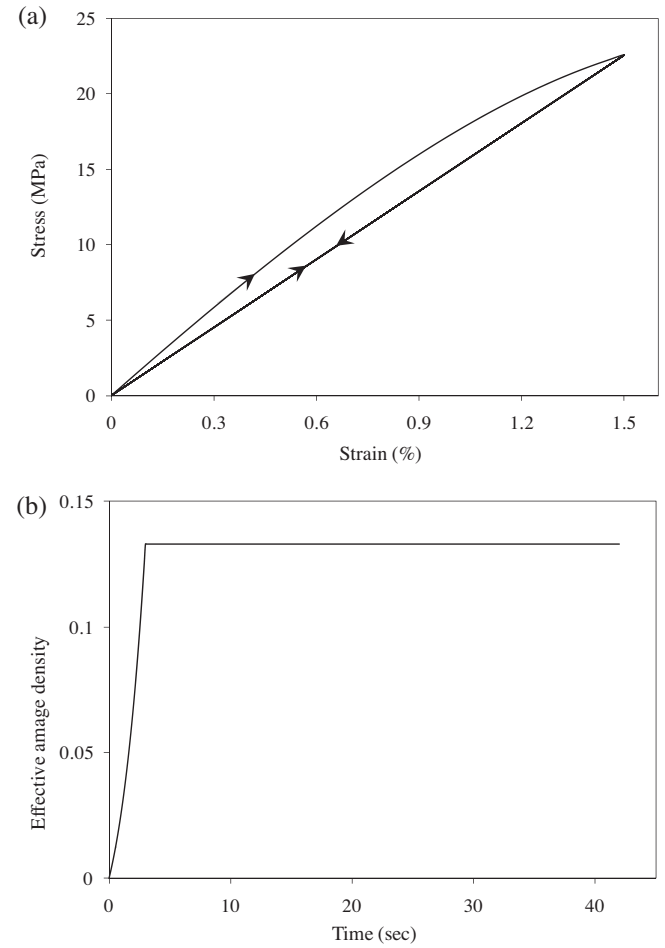 (a)
25
20
15
10
5
0
Stress (MPa)
0 0.3 0.6 0.9 1.2 1.5
Strain (%)
(b)
0.15
0.1
0.05
0
Effective amage density
0 10 20 30 40
Time (sec)